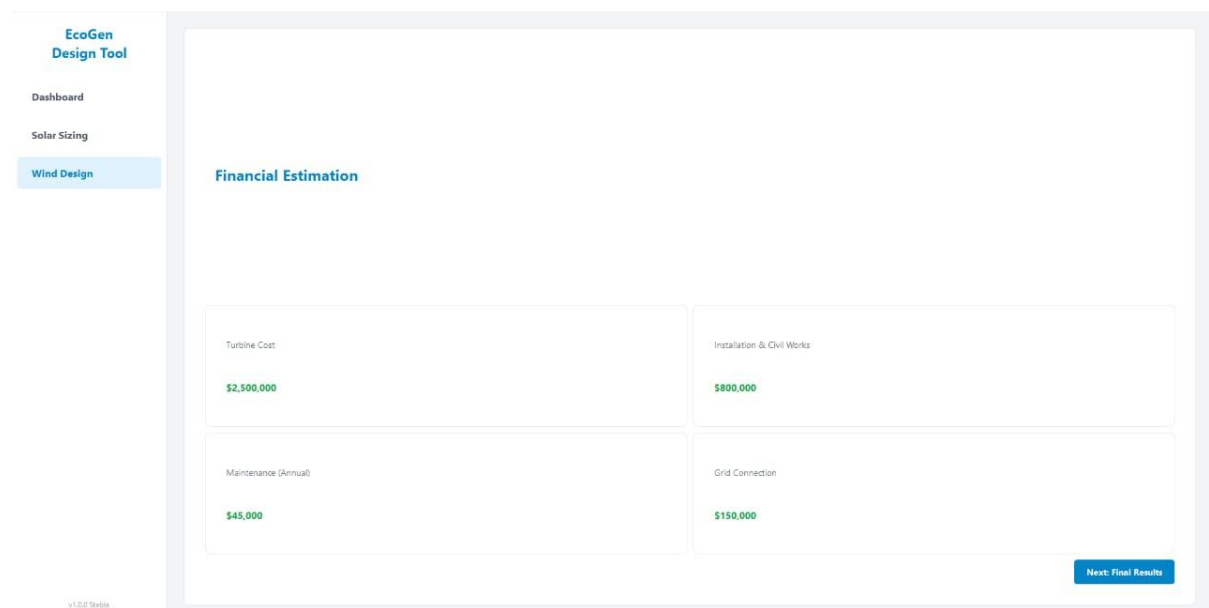 EcoGen
Design Tool
Dashboard
Solar Sizing
Wind Design
Financial Estimation
Turbine Cost
$2,500,000
Installation & Civil Works
$800,000
Maintenance (Annual)
$45,000
Grid Connection
$150,000
Next: Final Results
v1.0.0 Stable